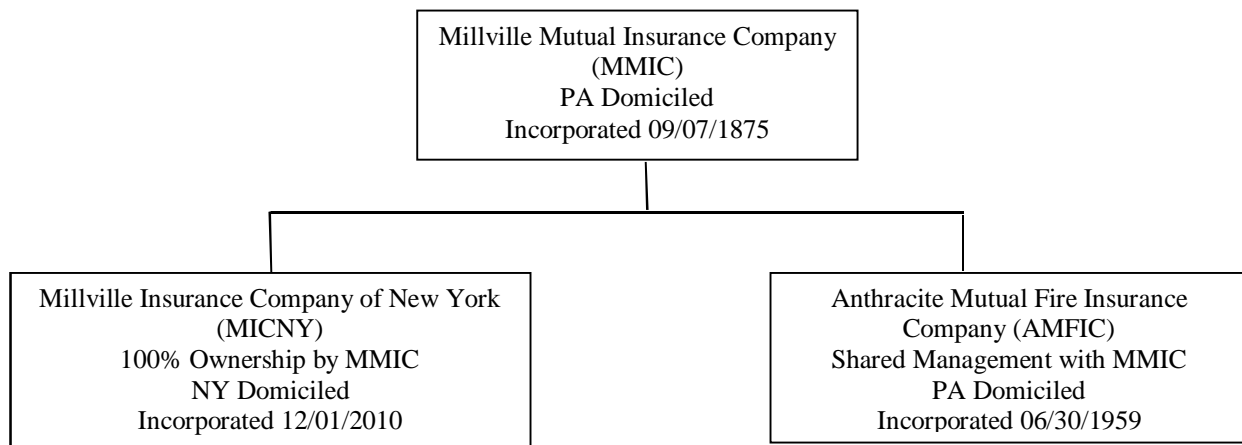 Millville Mutual Insurance Company
(MMIC)
PA Domiciled
Incorporated 09/07/1875
Millville Insurance Company of New York
(MICNY)
100% Ownership by MMIC
NY Domiciled
Incorporated 12/01/2010
Anthracite Mutual Fire Insurance
Company (AMFIC)
Shared Management with MMIC
PA Domiciled
Incorporated 06/30/1959